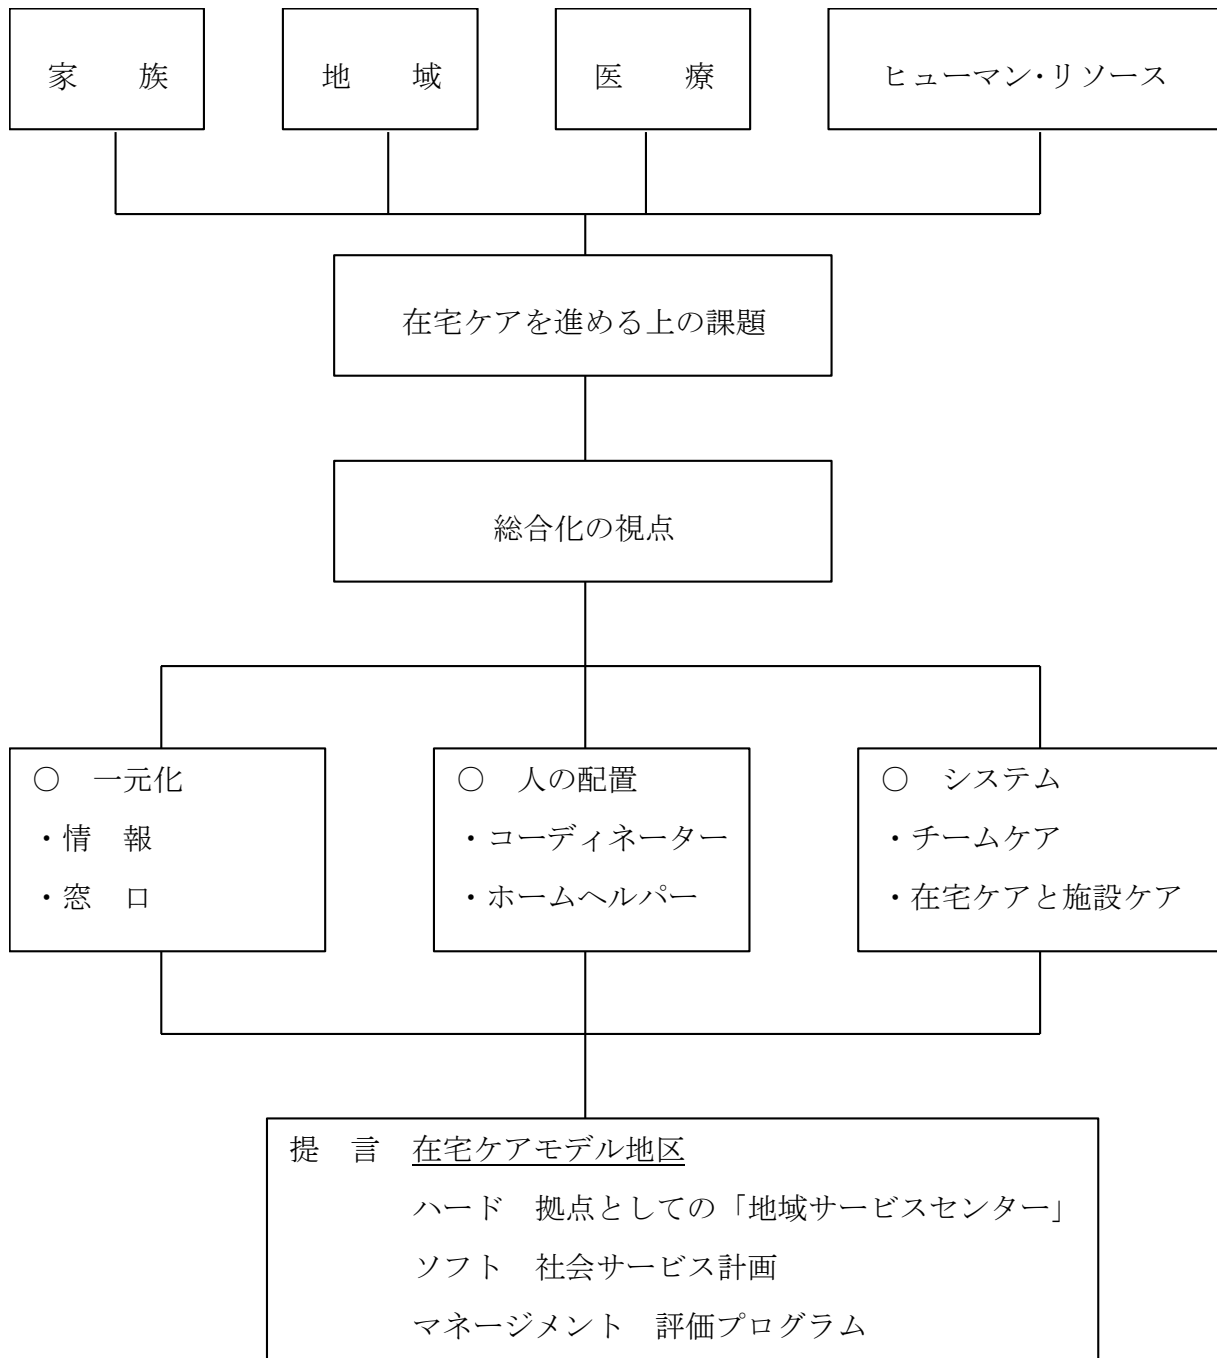 家　族
地　域
医　療
ヒューマン・リソース
在宅ケアを進める上の課題
総合化の視点
○　一元化
・情　報
・窓　口
○　人の配置
・コーディネーター
・ホームヘルパー
○　システム
・チームケア
・在宅ケアと施設ケア
提　言　在宅ケアモデル地区
ハード　拠点としての「地域サービスセンター」
ソフト　社会サービス計画
マネージメント　評価プログラム